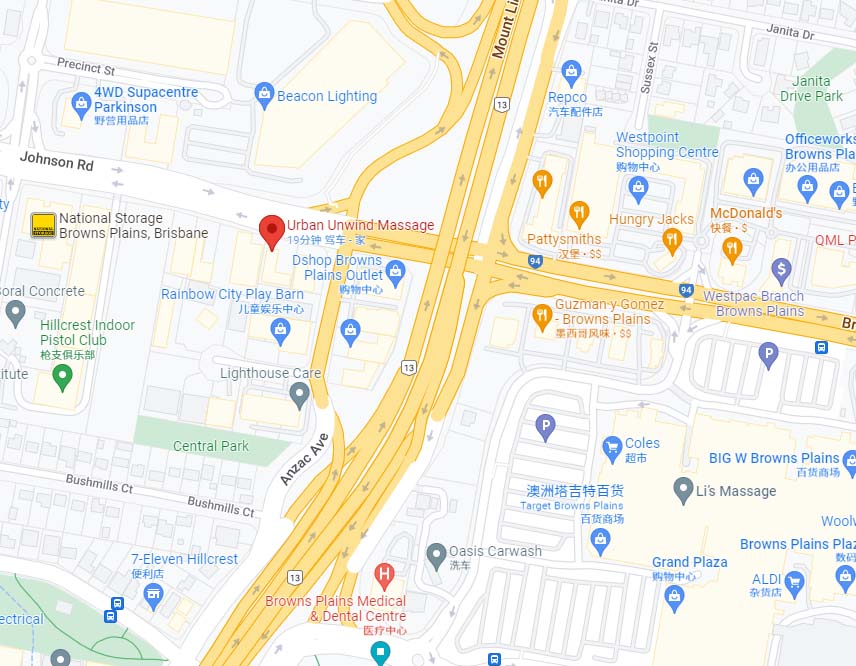 Janita Dr
Precinct St
Mount Li
Sussex St
Janita Dr
4WD Supacentre
Parkinson
野营用品店
Beacon Lighting
13
Repco
汽车配件店
Janita
Drive Park
Johnson Rd
Westpoint
Shopping Centre
购物中心
Officeworks
Browns Pla
办公用品店
ty
National Storage
Browns Plains, Brisbane
NATIONAL
Urban Unwind Massage
19分钟 驾车 - 家
Pattysmiths
汉堡 · $$
Hungry Jacks
McDonald's
快餐 · $
QML P
Dshop Browns
Plains Outlet
购物中心
94
94
Westpac Branch
Browns Plains
oral Concrete
Rainbow City Play Barn
儿童娱乐中心
Guzman y Gomez
- Browns Plains
墨西哥风味 · $$
Br
Hillcrest Indoor
Pistol Club
枪支俱乐部
P
itute
Lighthouse Care
13
P
Central Park
Anzac Ave
Coles
超市
BIG W Browns Plains
百货商场
Bushmills Ct
Bushmills Ct
澳洲塔吉特百货
Target Browns Plains
百货商场
Li's Massage
Woolw
Browns Plains Plaz
数码
7-Eleven Hillcrest
便利店
Oasis Carwash
洗车
Grand Plaza
购物中心
ALDI
杂货店
13
H
Browns Plains Medical
& Dental Centre
医疗中心
ectrical